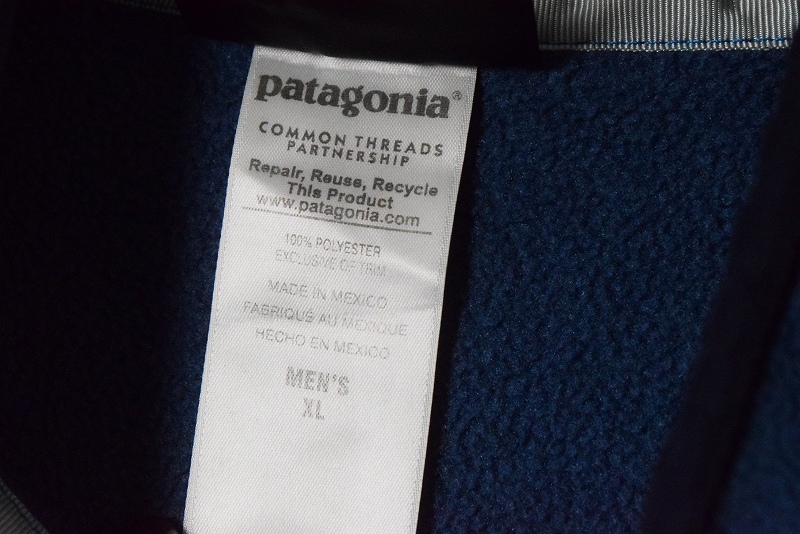 patagonia®
COMMON THREADS
PARTNERSHIP
Repair, Reuse, Recycle
This Product
www.patagonia.com
100% POLYESTER
EXCLUSIVE OF TRIM
MADE IN MEXICO
FABRIQUÉ AU MEXIQUE
HECHO EN MEXICO
MEN'S
XL